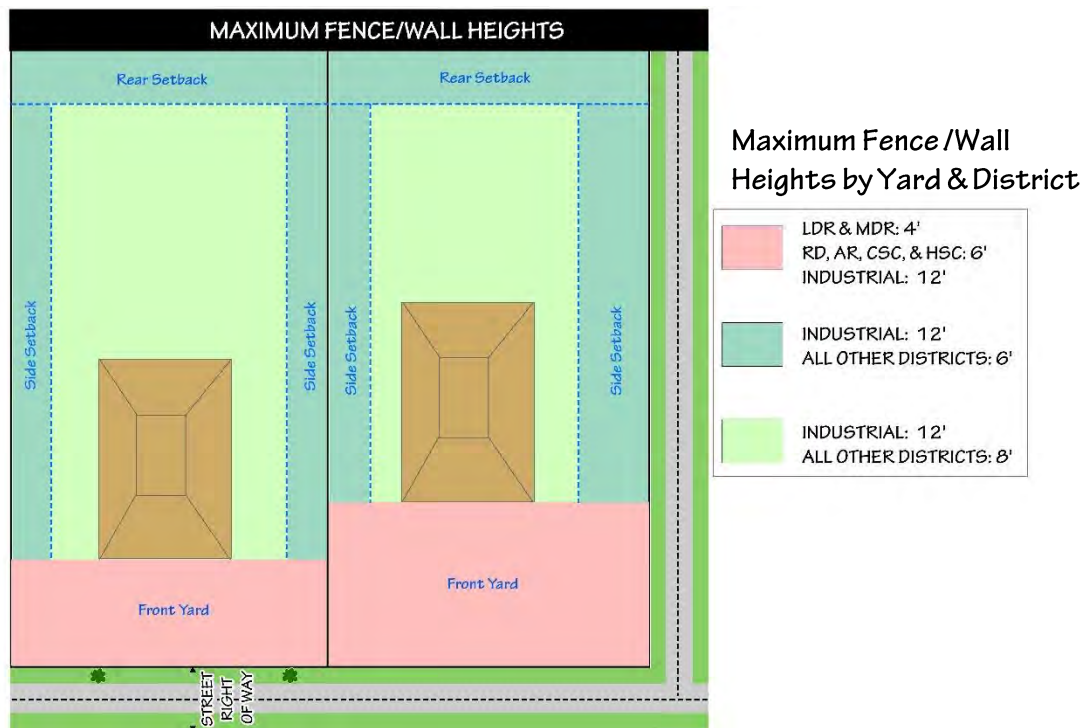 MAXIMUM FENCE/WALL HEIGHTS
Rear Setback
Rear Setback
Side Setback
Side Setback
Side Setback
Side Setback
Front Yard
Front Yard
STREET
RIGHT
OF WAY
Maximum Fence/Wall
Heights by Yard & District
LDR & MDR: 4'
RD, AR, CSC, & HSC: 6'
INDUSTRIAL: 12'
INDUSTRIAL: 12'
ALL OTHER DISTRICTS: 6'
INDUSTRIAL: 12'
ALL OTHER DISTRICTS: 8'